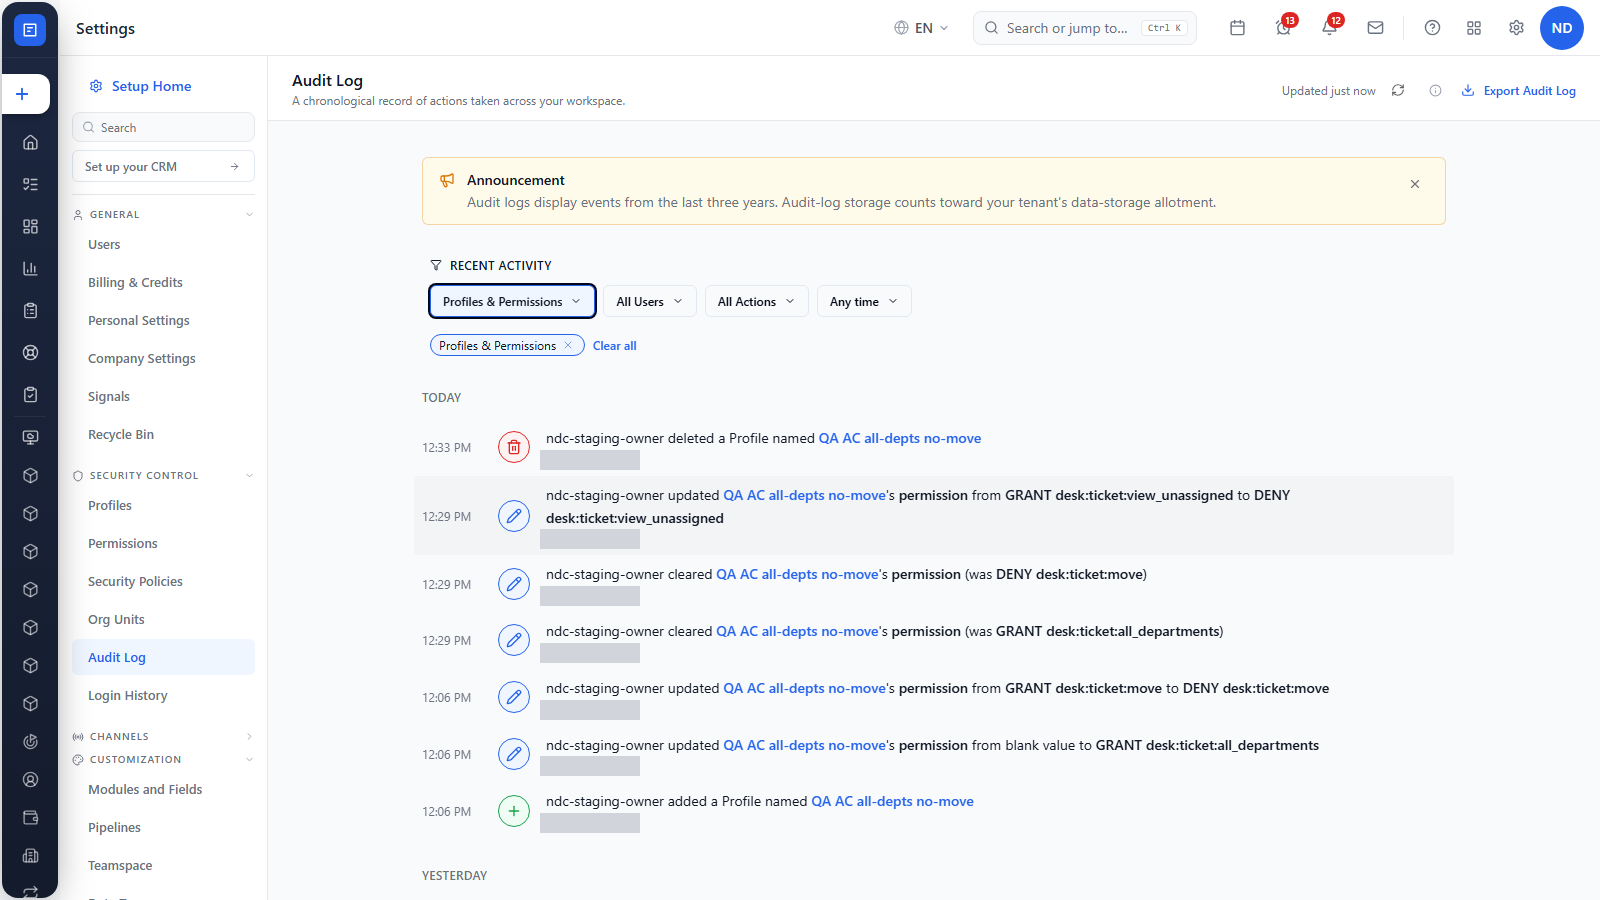 Settings
EN
Search or jump to...
Ctrl K
13
12
ND
Setup Home
Search
Set up your CRM
GENERAL
Users
Billing & Credits
Personal Settings
Company Settings
Signals
Recycle Bin
SECURITY CONTROL
Profiles
Permissions
Security Policies
Org Units
Audit Log
Login History
CHANNELS
CUSTOMIZATION
Modules and Fields
Pipelines
Teamspace
Audit Log
A chronological record of actions taken across your workspace.
Updated just now
Export Audit Log
Announcement
Audit logs display events from the last three years. Audit-log storage counts toward your tenant's data-storage allotment.
RECENT ACTIVITY
Profiles & Permissions
All Users
All Actions
Any time
Profiles & Permissions
Clear all
TODAY
12:33 PM
ndc-staging-owner deleted a Profile named QA AC all-depts no-move
12:29 PM
ndc-staging-owner updated QA AC all-depts no-move's permission from GRANT desk:ticket:view_unassigned to DENY
desk:ticket:view_unassigned
12:29 PM
ndc-staging-owner cleared QA AC all-depts no-move's permission (was DENY desk:ticket:move)
12:29 PM
ndc-staging-owner cleared QA AC all-depts no-move's permission (was GRANT desk:ticket:all_departments)
12:06 PM
ndc-staging-owner updated QA AC all-depts no-move's permission from GRANT desk:ticket:move to DENY desk:ticket:move
12:06 PM
ndc-staging-owner updated QA AC all-depts no-move's permission from blank value to GRANT desk:ticket:all_departments
12:06 PM
ndc-staging-owner added a Profile named QA AC all-depts no-move
YESTERDAY